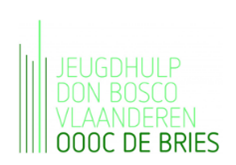 JEUGDHULP
DON BOSCO
VLAANDEREN
OOOC DE BRIES